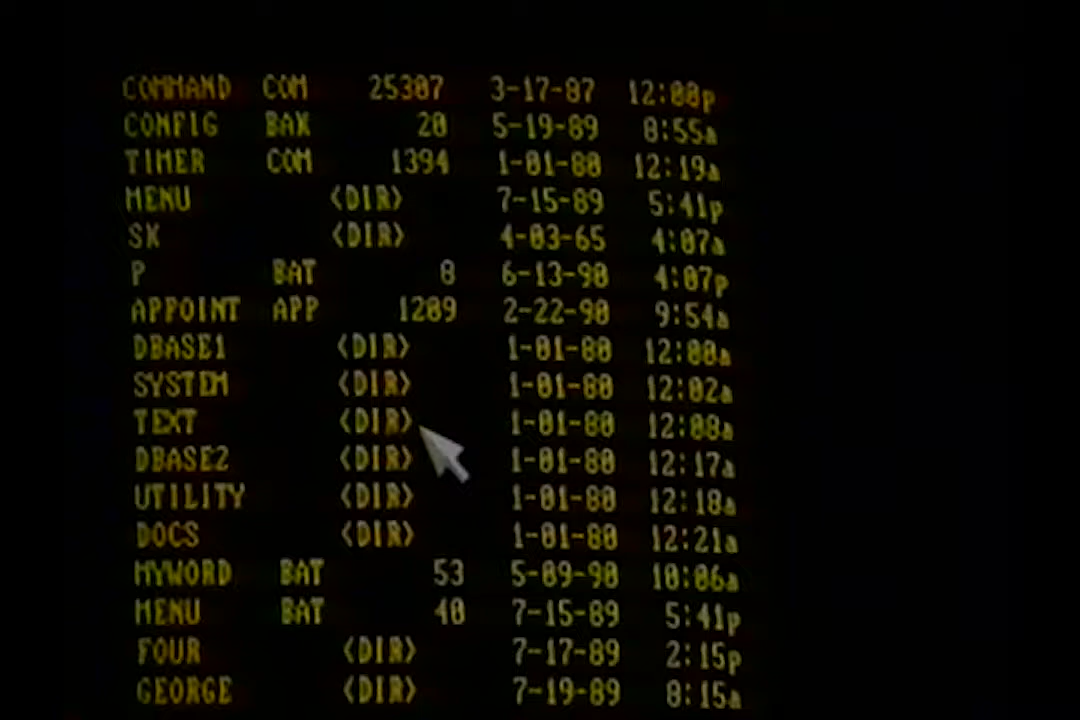 COMMAND COM 25307 3-17-87 12:00p
CONFIG BAK 20 5-19-89 8:55a
TIMER COM 1394 1-01-80 12:19a
MENU <DIR> 7-15-89 5:41p
SK <DIR> 4-03-65 4:07a
P BAT 8 6-13-90 4:07p
APPOINT APP 1209 2-22-90 9:54a
DBASE1 <DIR> 1-01-80 12:00a
SYSTEM <DIR> 1-01-80 12:02a
TEXT <DIR> 1-01-80 12:08a
DBASE2 <DIR> 1-01-80 12:17a
UTILITY <DIR> 1-01-80 12:18a
DOCS <DIR> 1-01-80 12:21a
MYWORD BAT 53 5-09-90 10:06a
MENU BAT 40 7-15-89 5:41p
FOUR <DIR> 7-17-89 2:15p
GEORGE <DIR> 7-19-89 8:15a